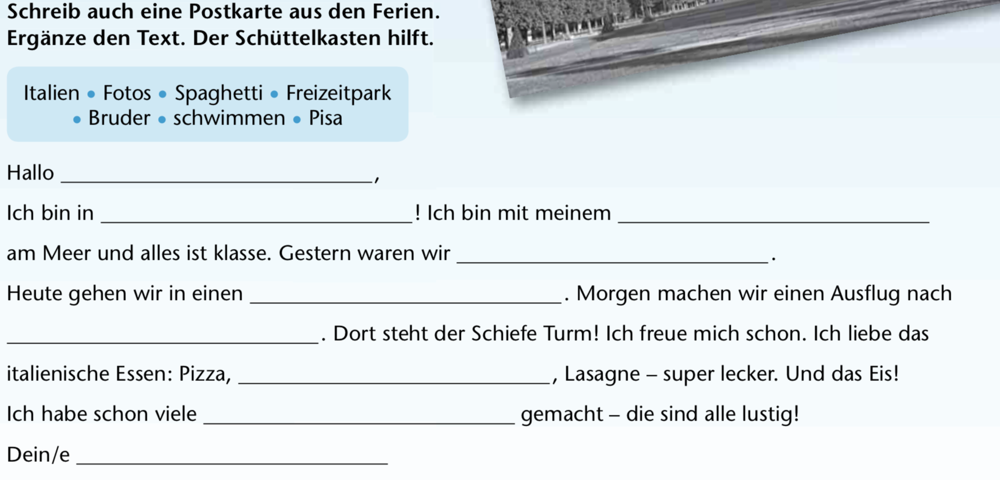 Schreib auch eine Postkarte aus den Ferien.
Ergänze den Text. Der Schüttelkasten hilft.
Italien • Fotos • Spaghetti • Freizeitpark
• Bruder • schwimmen • Pisa
Hallo ____________________,
Ich bin in ____________________! Ich bin mit meinem ____________________
am Meer und alles ist klasse. Gestern waren wir ____________________.
Heute gehen wir in einen ____________________. Morgen machen wir einen Ausflug nach
____________________. Dort steht der Schiefe Turm! Ich freue mich schon. Ich liebe das
italienische Essen: Pizza, ____________________, Lasagne – super lecker. Und das Eis!
Ich habe schon viele ____________________ gemacht – die sind alle lustig!
Dein/e ____________________